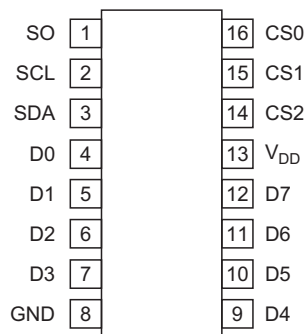 SO 1 16 CS0
SCL 2 15 CS1
SDA 3 14 CS2
D0 4 13 VDD
D1 5 12 D7
D2 6 11 D6
D3 7 10 D5
GND 8 9 D4